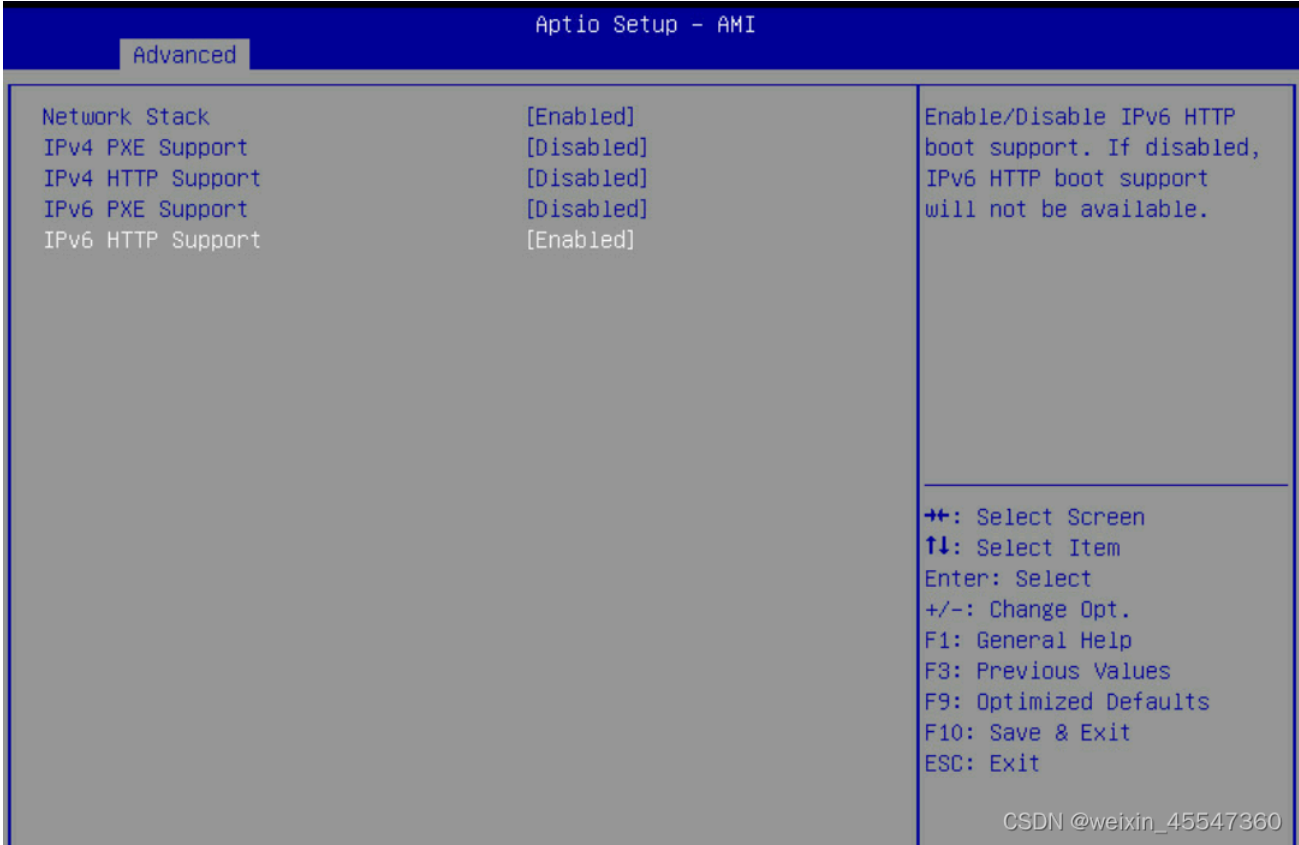 Aptio Setup – AMI
Advanced
Network Stack [Enabled]
IPv4 PXE Support [Disabled]
IPv4 HTTP Support [Disabled]
IPv6 PXE Support [Disabled]
IPv6 HTTP Support [Enabled]
Enable/Disable IPv6 HTTP
boot support. If disabled,
IPv6 HTTP boot support
will not be available.
→←: Select Screen
↑↓: Select Item
Enter: Select
+/-: Change Opt.
F1: General Help
F3: Previous Values
F9: Optimized Defaults
F10: Save & Exit
ESC: Exit
CSDN @weixin_45547360